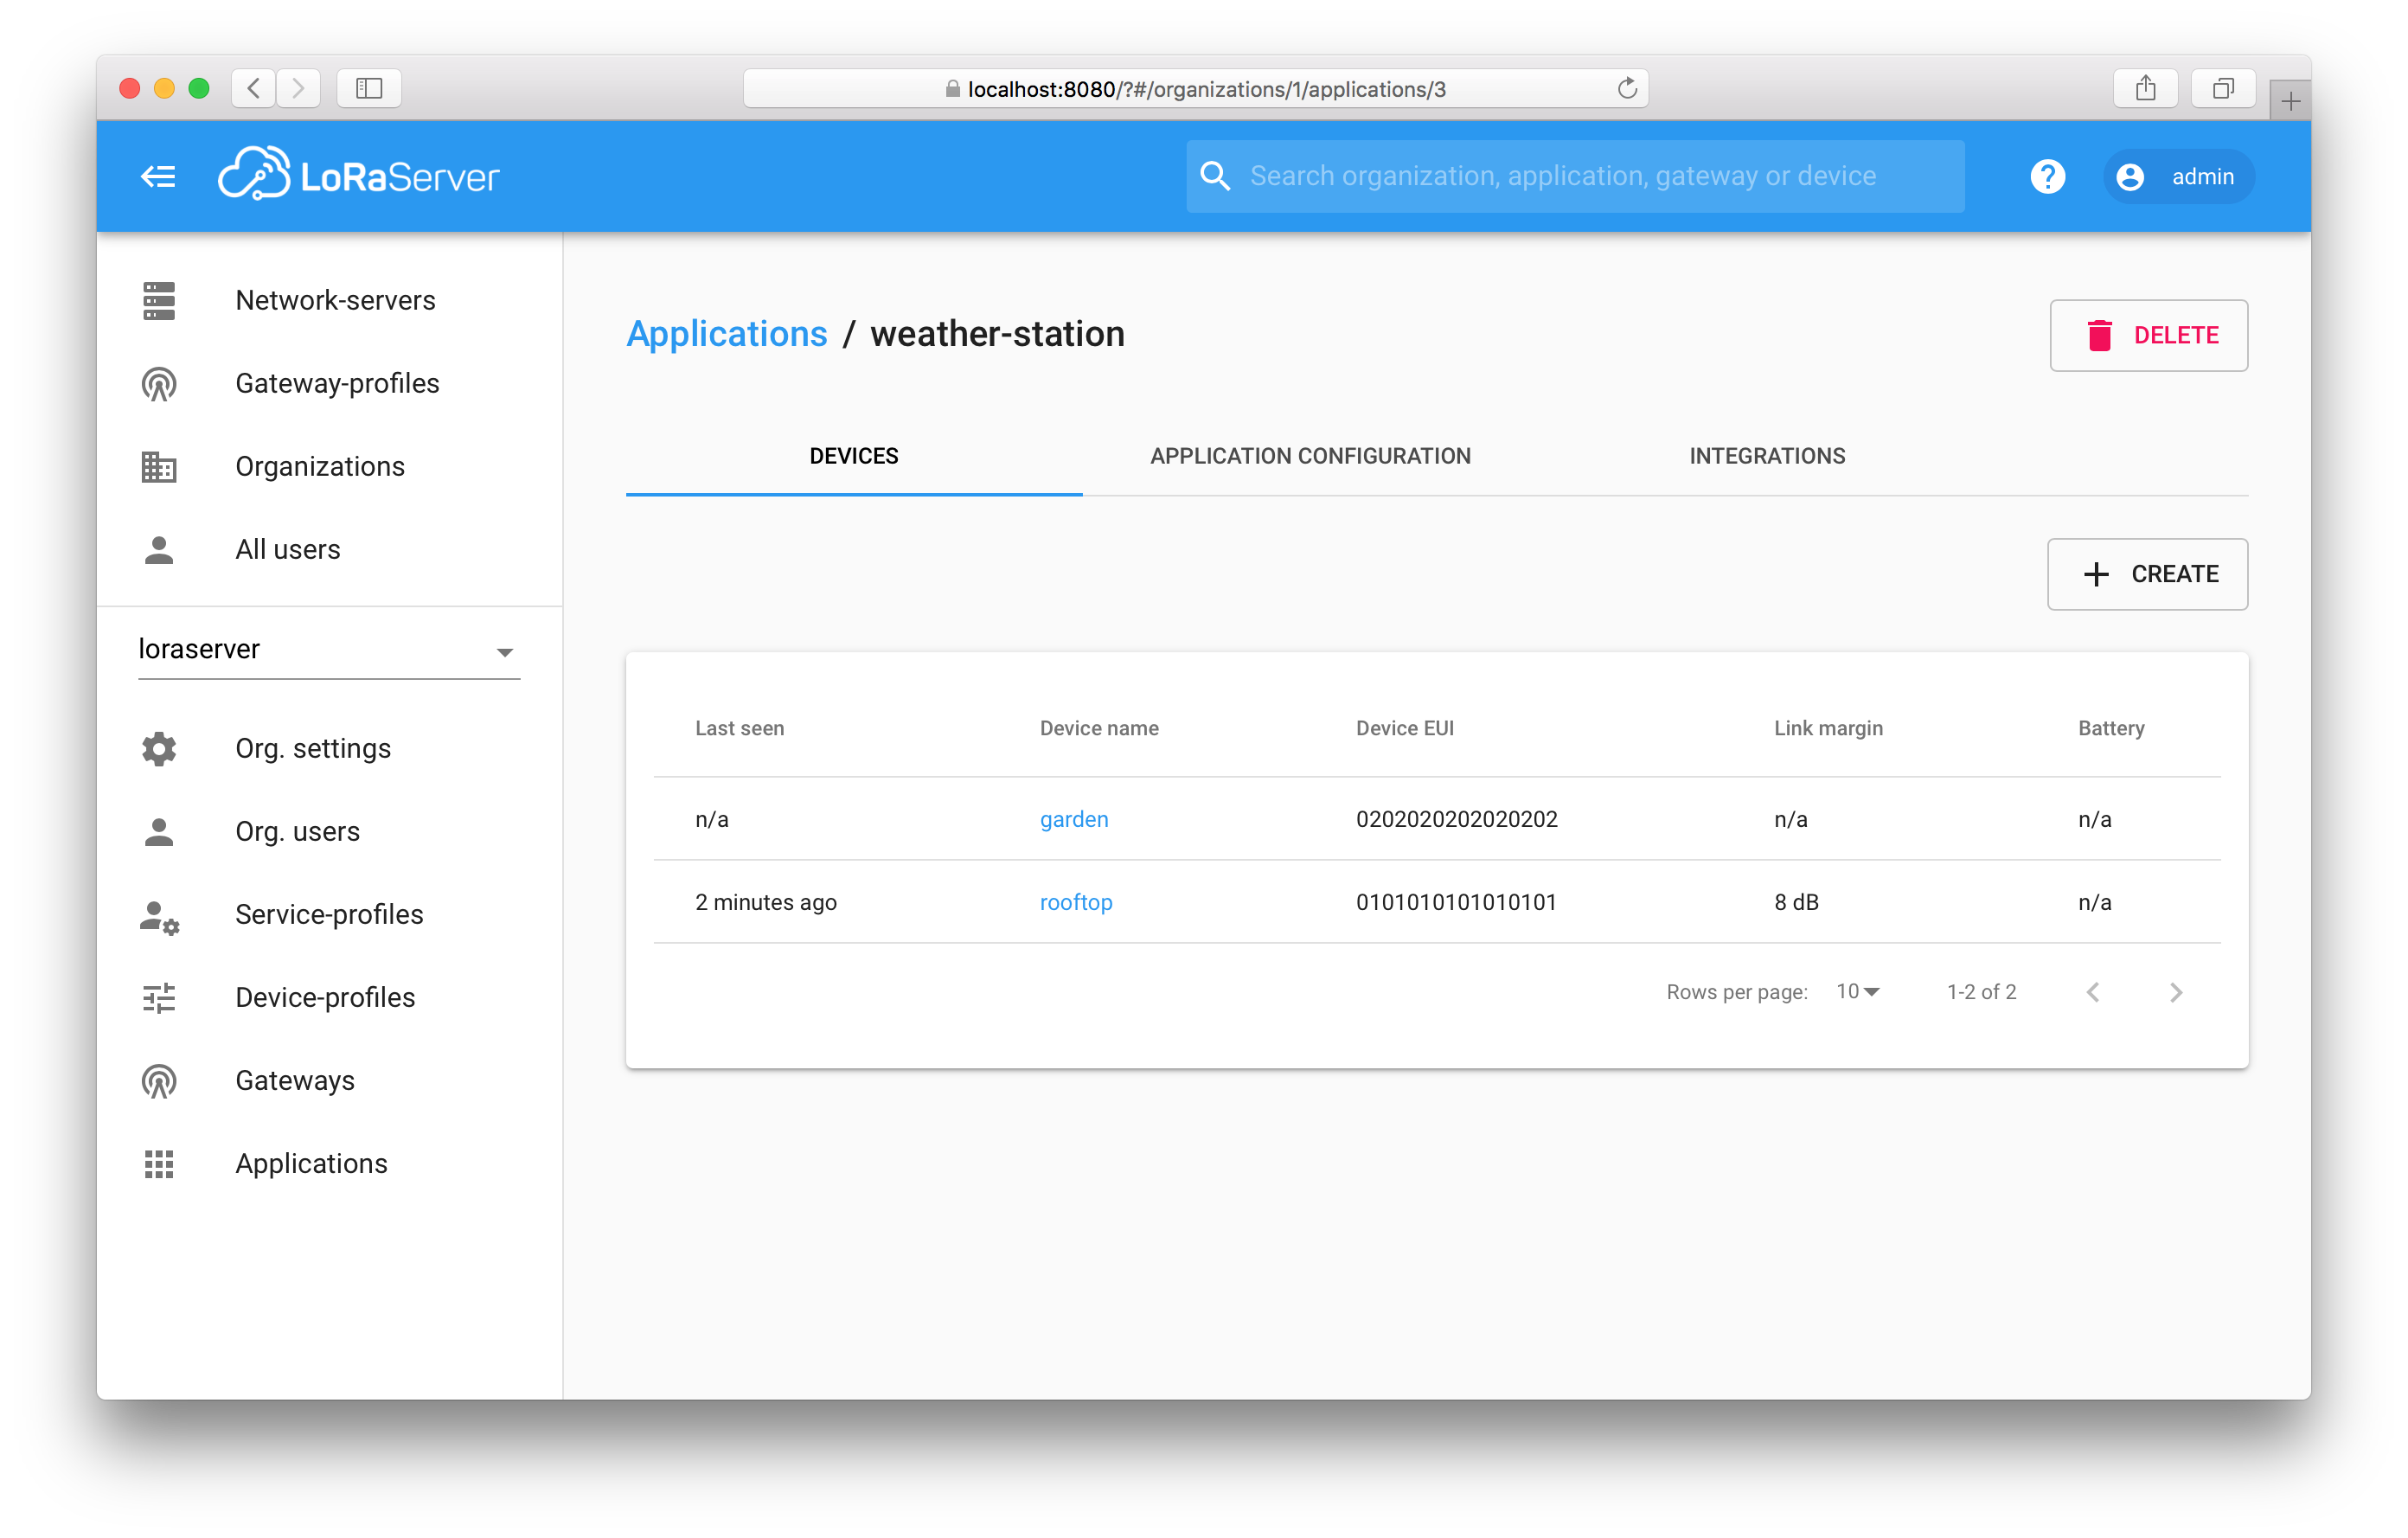 localhost:8080/?#/organizations/1/applications/3
LoRaServer
Search organization, application, gateway or device
admin
Network-servers
Gateway-profiles
Organizations
All users
loraserver
Org. settings
Org. users
Service-profiles
Device-profiles
Gateways
Applications
Applications / weather-station
DELETE
DEVICES APPLICATION CONFIGURATION INTEGRATIONS
CREATE
Last seen Device name Device EUI Link margin Battery
n/a garden 0202020202020202 n/a n/a
2 minutes ago rooftop 0101010101010101 8 dB n/a
Rows per page: 10 1-2 of 2